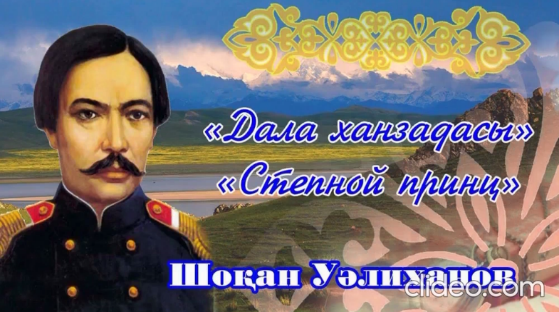 «Дала ханзадасы»
«Степной принц»
Шоқан Уәлиханов
clideo.com